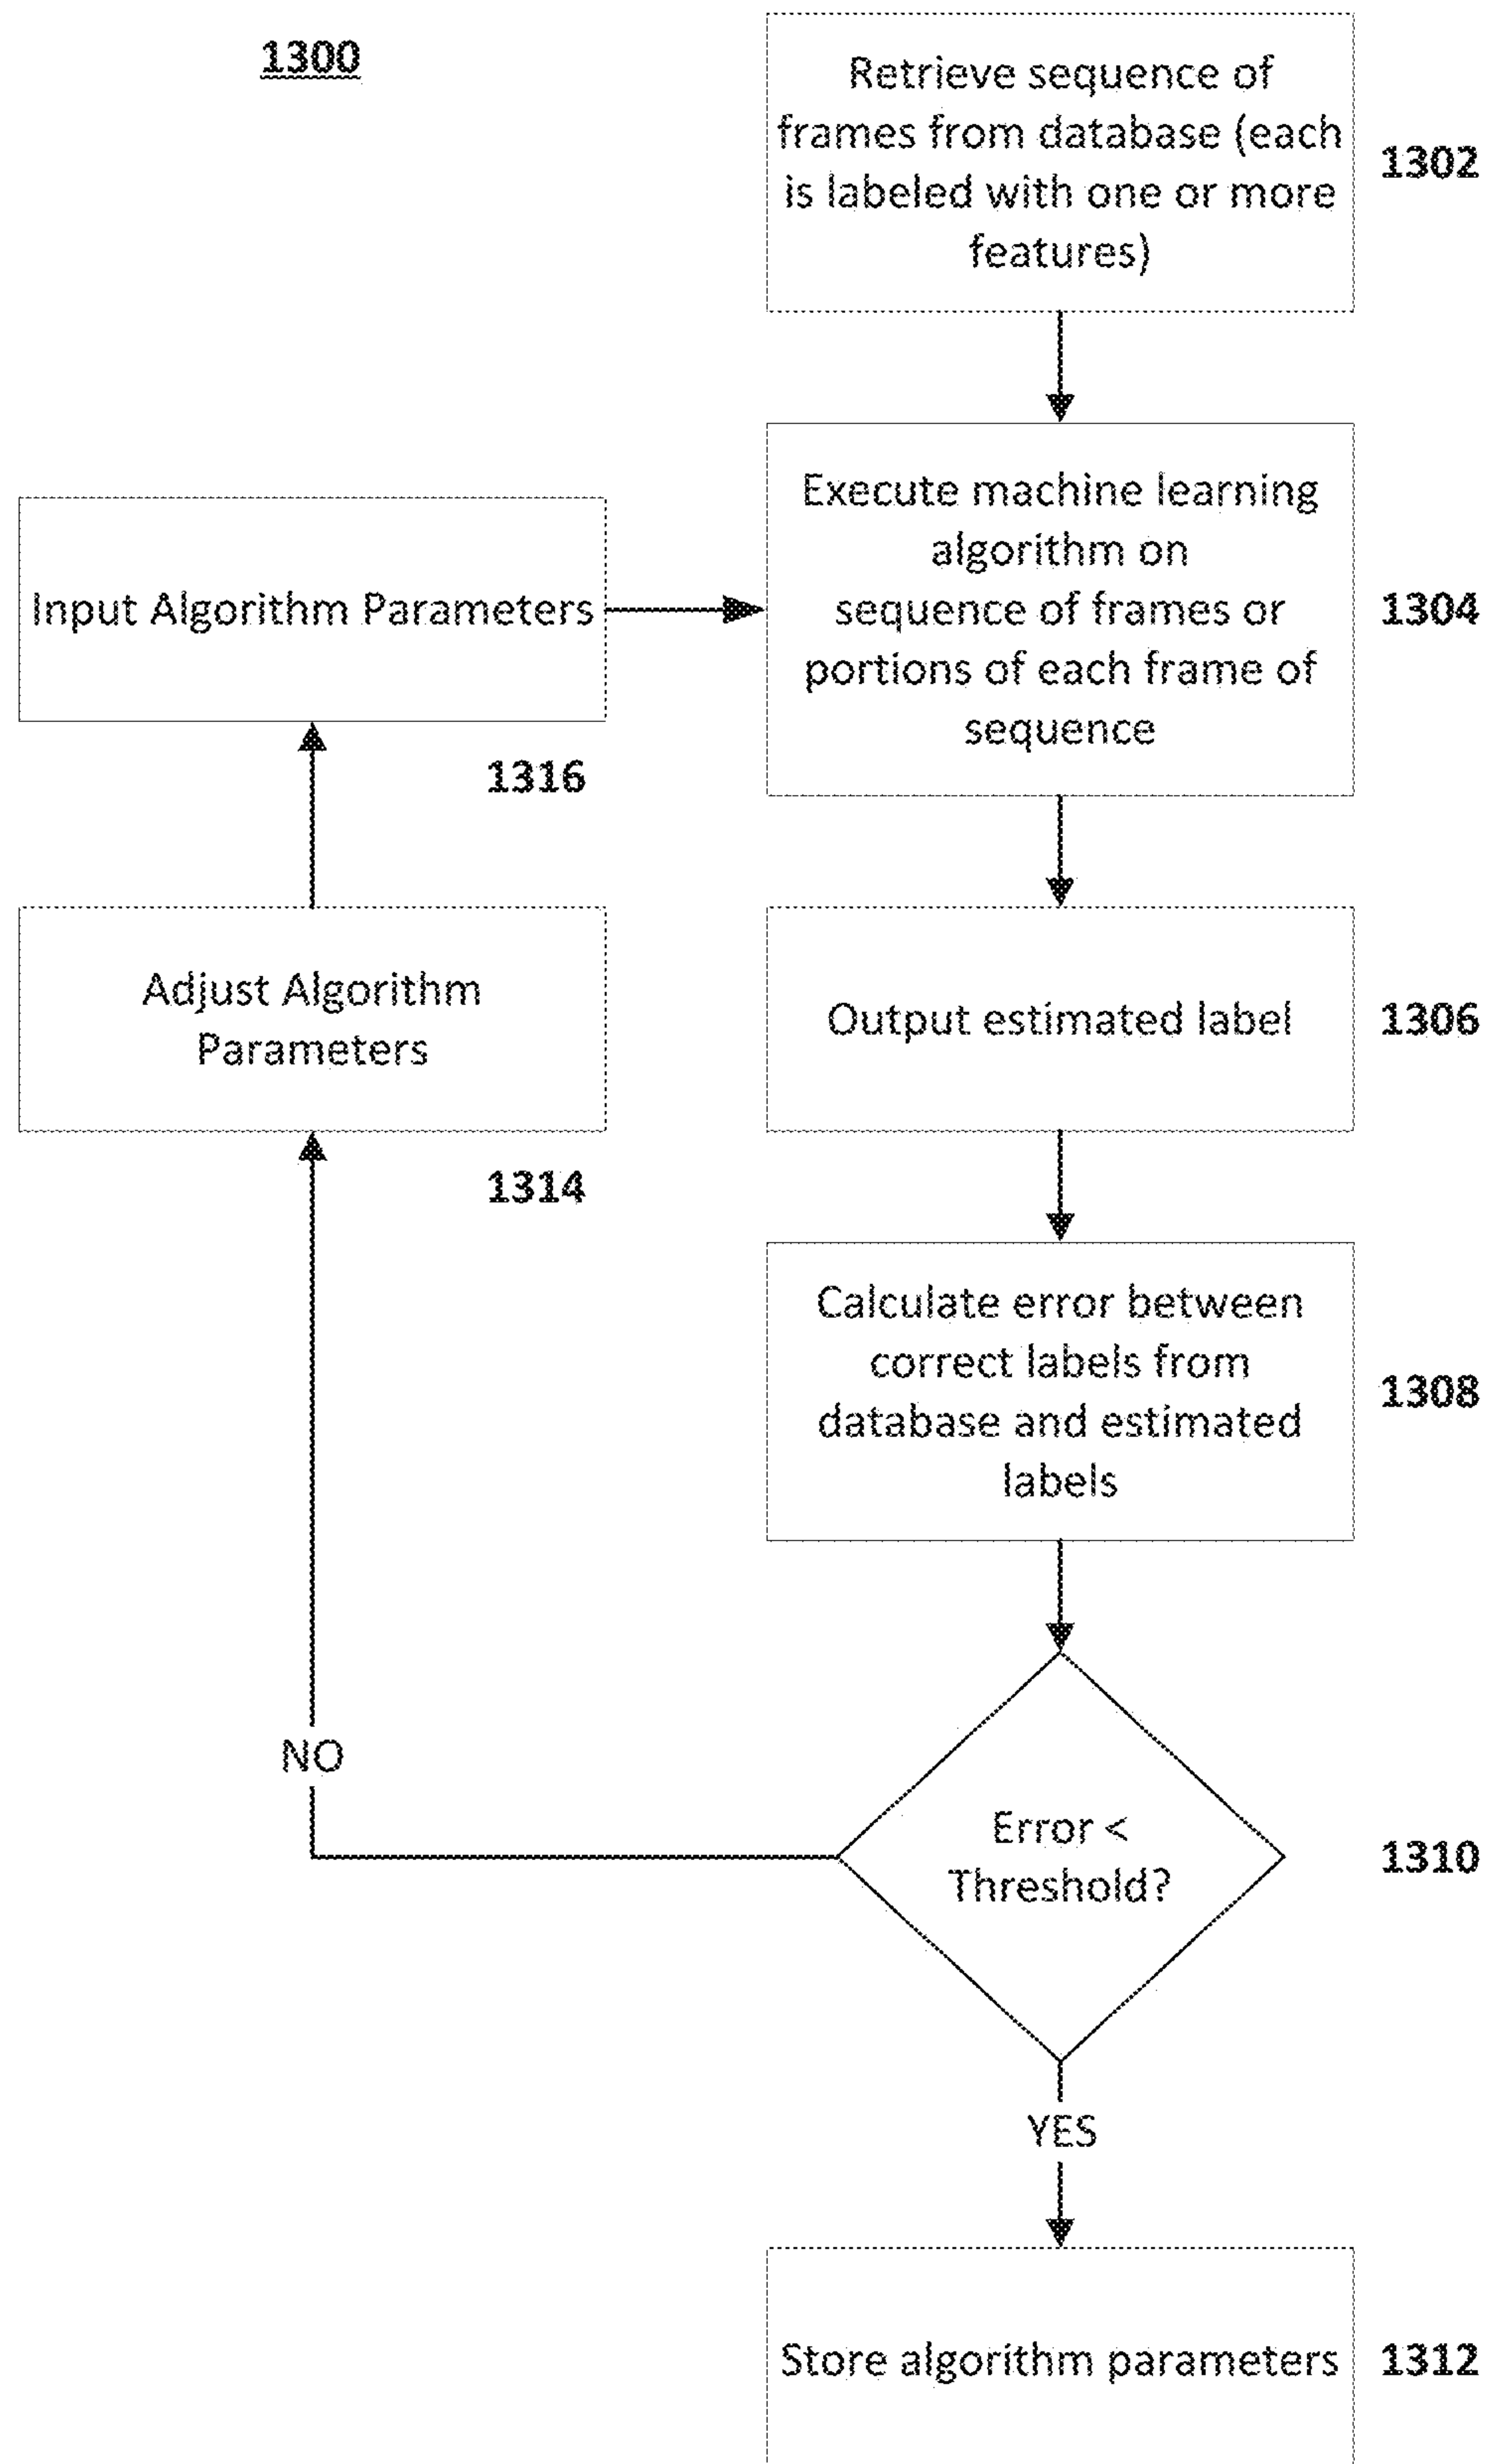 1300
Retrieve sequence of
frames from database (each
is labeled with one or more
features)
1302
Execute machine learning
algorithm on
sequence of frames or
portions of each frame of
sequence
1304
Input Algorithm Parameters
1316
Adjust Algorithm
Parameters
1314
Output estimated label
1306
Calculate error between
correct labels from
database and estimated
labels
1308
NO
Error <
Threshold?
1310
YES
Store algorithm parameters
1312